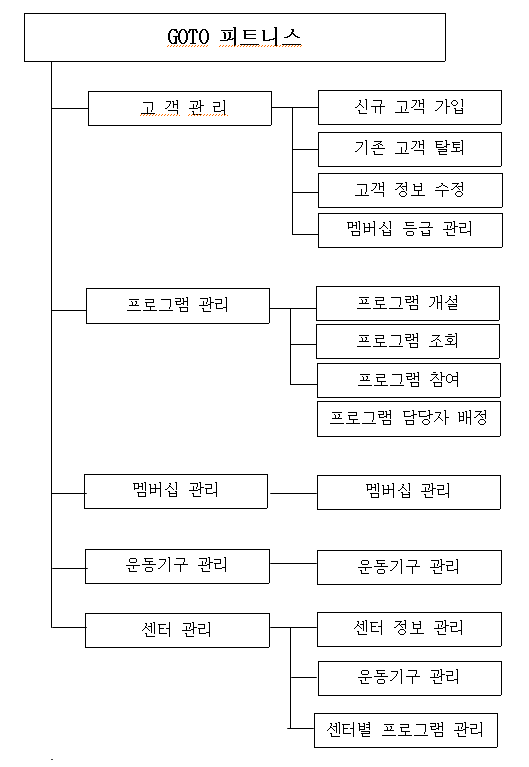 GOTO 피트니스
고 객 관 리
신규 고객 가입
기존 고객 탈퇴
고객 정보 수정
멤버십 등급 관리
프로그램 관리
프로그램 개설
프로그램 조회
프로그램 참여
프로그램 담당자 배정
멤버십 관리
멤버십 관리
운동기구 관리
운동기구 관리
센터 관리
센터 정보 관리
운동기구 관리
센터별 프로그램 관리